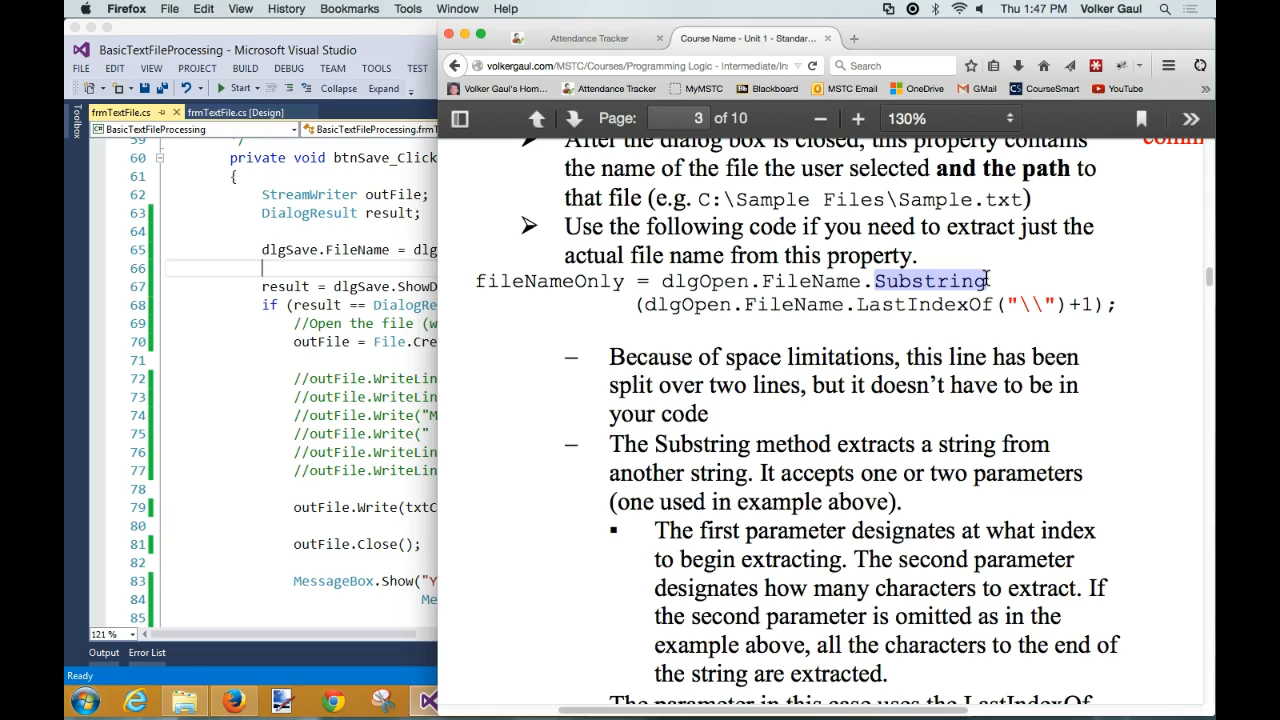 Firefox File Edit View History Bookmarks Tools Window Help Thu 1:47 PM Volker Gaul
BasicTextFileProcessing - Microsoft Visual Studio
FILE EDIT VIEW PROJECT BUILD DEBUG TEAM TOOLS TEST
Start Collapse Expand
frmTextFile.cs frmTextFile.cs [Design]
BasicTextFileProcessing BasicTextFileProcessing.frmT
Toolbox
59 */
60 private void btnSave_Click
61 {
62 StreamWriter outFile;
63 DialogResult result;
64
65 dlgSave.FileName = dlg
66
67 result = dlgSave.ShowD
68 if (result == DialogRe
69 //Open the file (w
70 outFile = File.Cre
71
72 //outFile.WriteLin
73 //outFile.WriteLin
74 //outFile.Write("M
75 //outFile.Write("
76 //outFile.WriteLin
77 //outFile.WriteLin
78
79 outFile.Write(txtC
80
81 outFile.Close();
82
83 MessageBox.Show("Y
84 Me
85
121 %
Output Error List
Ready
Attendance Tracker Course Name - Unit 1 - Standar...
volkergaul.com/MSTC/Courses/Programming Logic - Intermediate/In Search
Volker Gaul's Hom... Attendance Tracker MyMSTC Blackboard MSTC Email OneDrive GMail CourseSmart YouTube
Page: 3 of 10 130%
After the dialog box is closed, this property contains
the name of the file the user selected and the path to
that file (e.g. C:\Sample Files\Sample.txt)
Use the following code if you need to extract just the
actual file name from this property.
fileNameOnly = dlgOpen.FileName.Substring
(dlgOpen.FileName.LastIndexOf("\\")+1);
– Because of space limitations, this line has been
split over two lines, but it doesn't have to be in
your code
– The Substring method extracts a string from
another string. It accepts one or two parameters
(one used in example above).
▪ The first parameter designates at what index
to begin extracting. The second parameter
designates how many characters to extract. If
the second parameter is omitted as in the
example above, all the characters to the end of
the string are extracted.
The parameter in this case uses the LastIndexOf